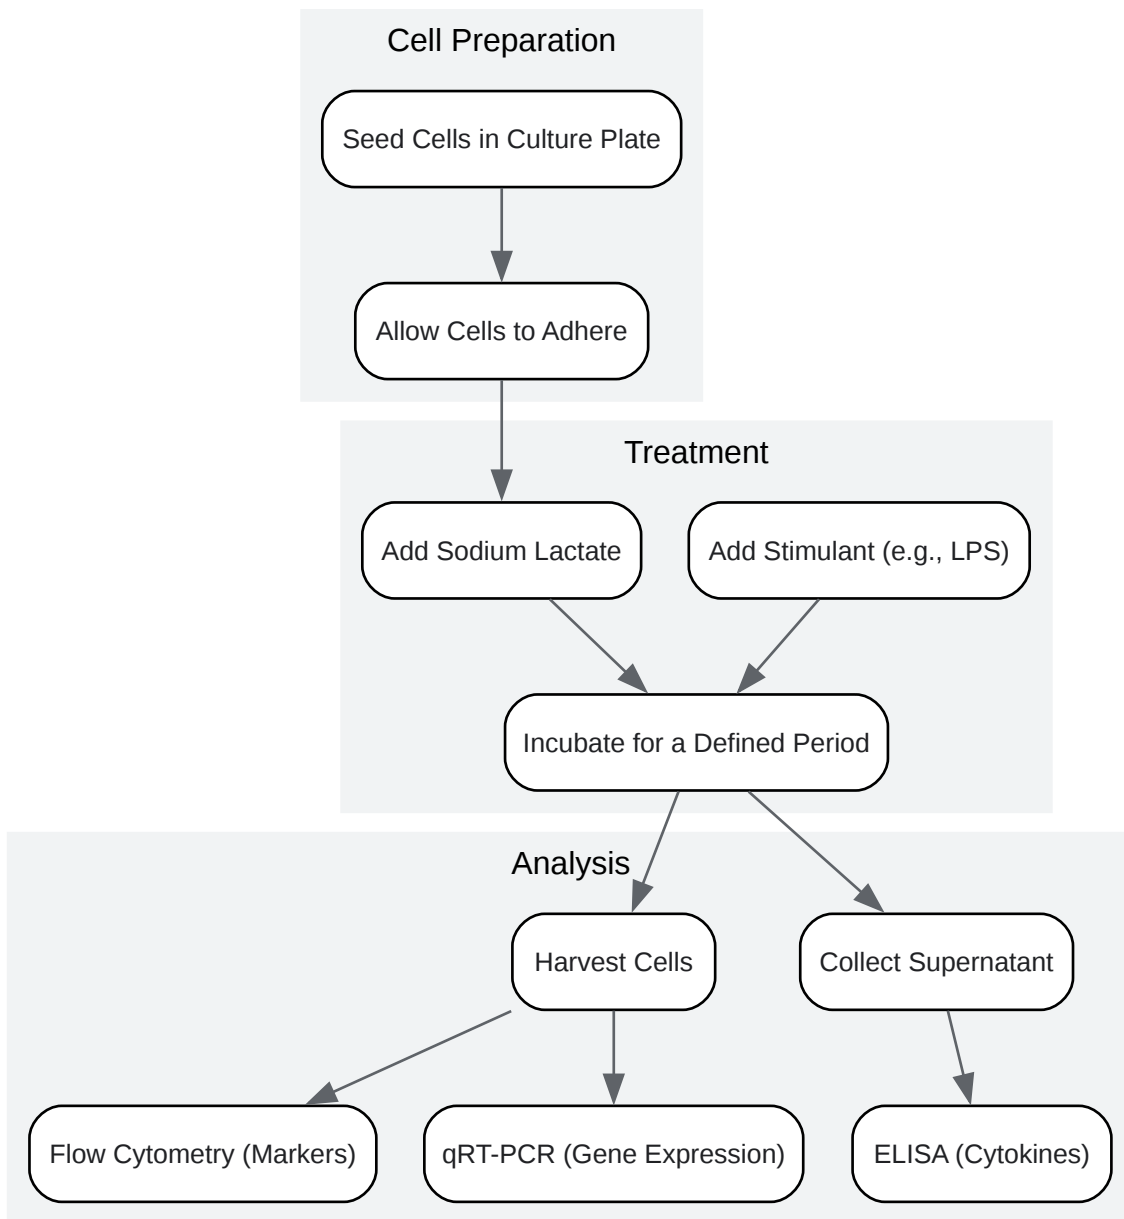 Cell Preparation
Seed Cells in Culture Plate
Allow Cells to Adhere
Treatment
Add Sodium Lactate
Add Stimulant (e.g., LPS)
Incubate for a Defined Period
Analysis
Harvest Cells
Collect Supernatant
Flow Cytometry (Markers)
qRT-PCR (Gene Expression)
ELISA (Cytokines)